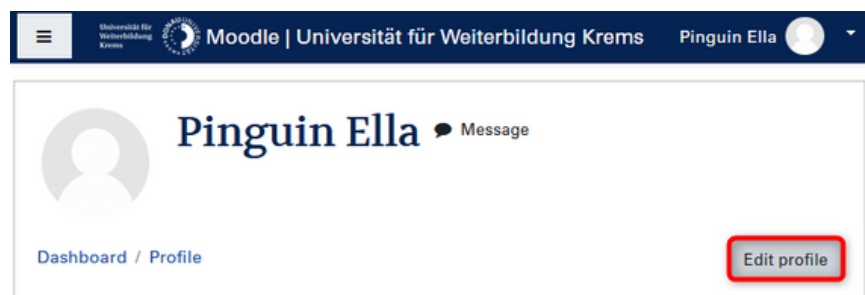 Universität für
Weiterbildung
Krems
Moodle | Universität für Weiterbildung Krems
Pinguin Ella
Pinguin Ella
Message
Dashboard / Profile
Edit profile